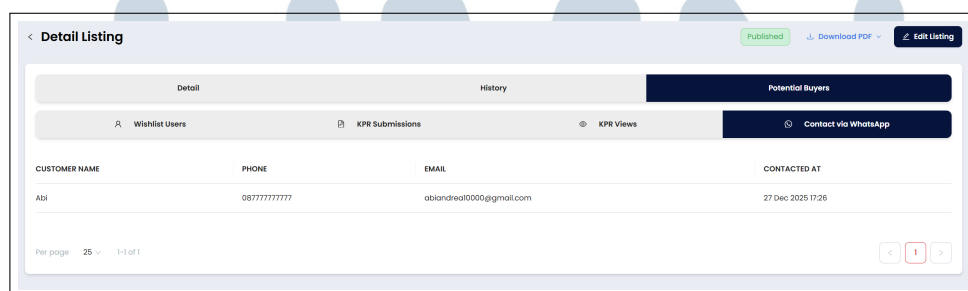 < Detail Listing Published Download PDF Edit Listing
Detail History Potential Buyers
Wishlist Users KPR Submissions KPR Views Contact via WhatsApp
CUSTOMER NAME PHONE EMAIL CONTACTED AT
Abi 087777777777 abiandrea10000@gmail.com 27 Dec 2025 17:26
Per page 25 1-1 of 1 < 1 >